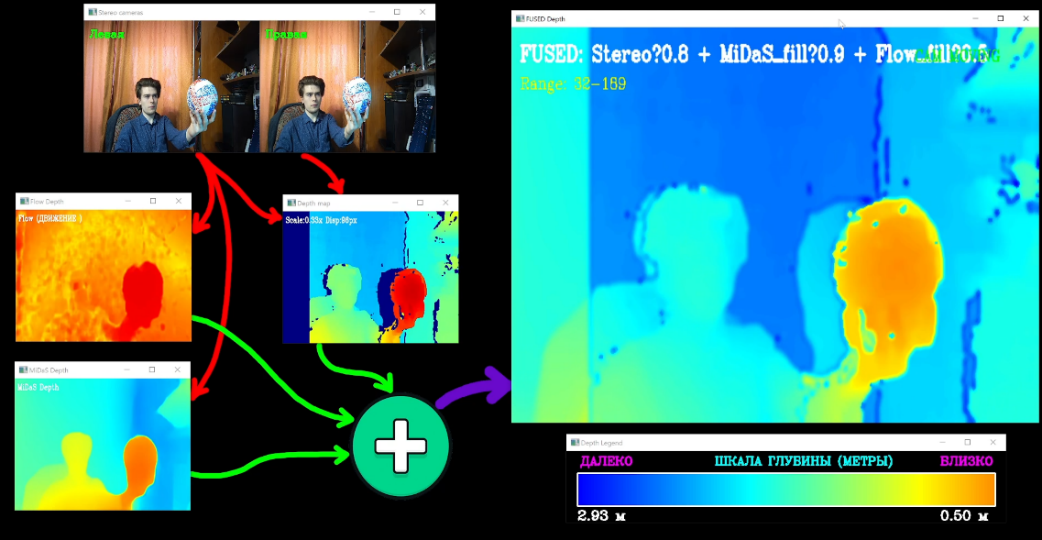 Stereo cameras
Левая
Правая
FUSED Depth
FUSED: Stereo?0.8 + MiDaS_fill?0.9 + Flow_fill?0.5
Range: 32-159
Flow Depth
Flow (ДВИЖЕНИЕ)
Depth map
Scale:0.33x Disp:96px
MiDaS Depth
MiDaS Depth
Depth Legend
ДАЛЕКО
ШКАЛА ГЛУБИНЫ (МЕТРЫ)
БЛИЗКО
2.93 м
0.50 м